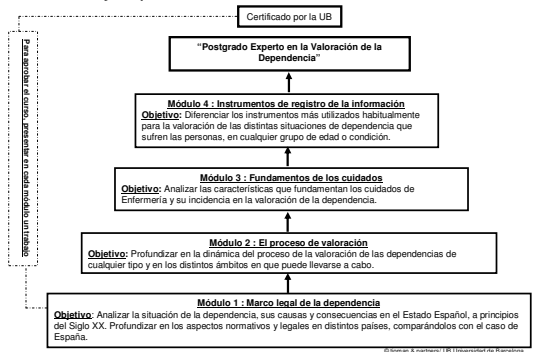 Certificado por la UB
“Postgrado Experto en la Valoración de la
Dependencia”
Módulo 4 : Instrumentos de registro de la información
Objetivo: Diferenciar los instrumentos más utilizados habitualmente
para la valoración de las distintas situaciones de dependencia que
sufren las personas, en cualquier grupo de edad o condición.
Módulo 3 : Fundamentos de los cuidados
Objetivo: Analizar las características que fundamentan los cuidados de
Enfermería y su incidencia en la valoración de la dependencia.
Módulo 2 : El proceso de valoración
Objetivo: Profundizar en la dinámica del proceso de la valoración de las dependencias de
cualquier tipo y en los distintos ámbitos en que puede llevarse a cabo.
Módulo 1 : Marco legal de la dependencia
Objetivo: Analizar la situación de la dependencia, sus causas y consecuencias en el Estado Español, a principios
del Siglo XX. Profundizar en los aspectos normativos y legales en distintos países, comparándolos con el caso de
España.
Para aprobar el curso, presentar en cada módulo un trabajo
& partners/ UB Universidad de Barcelona